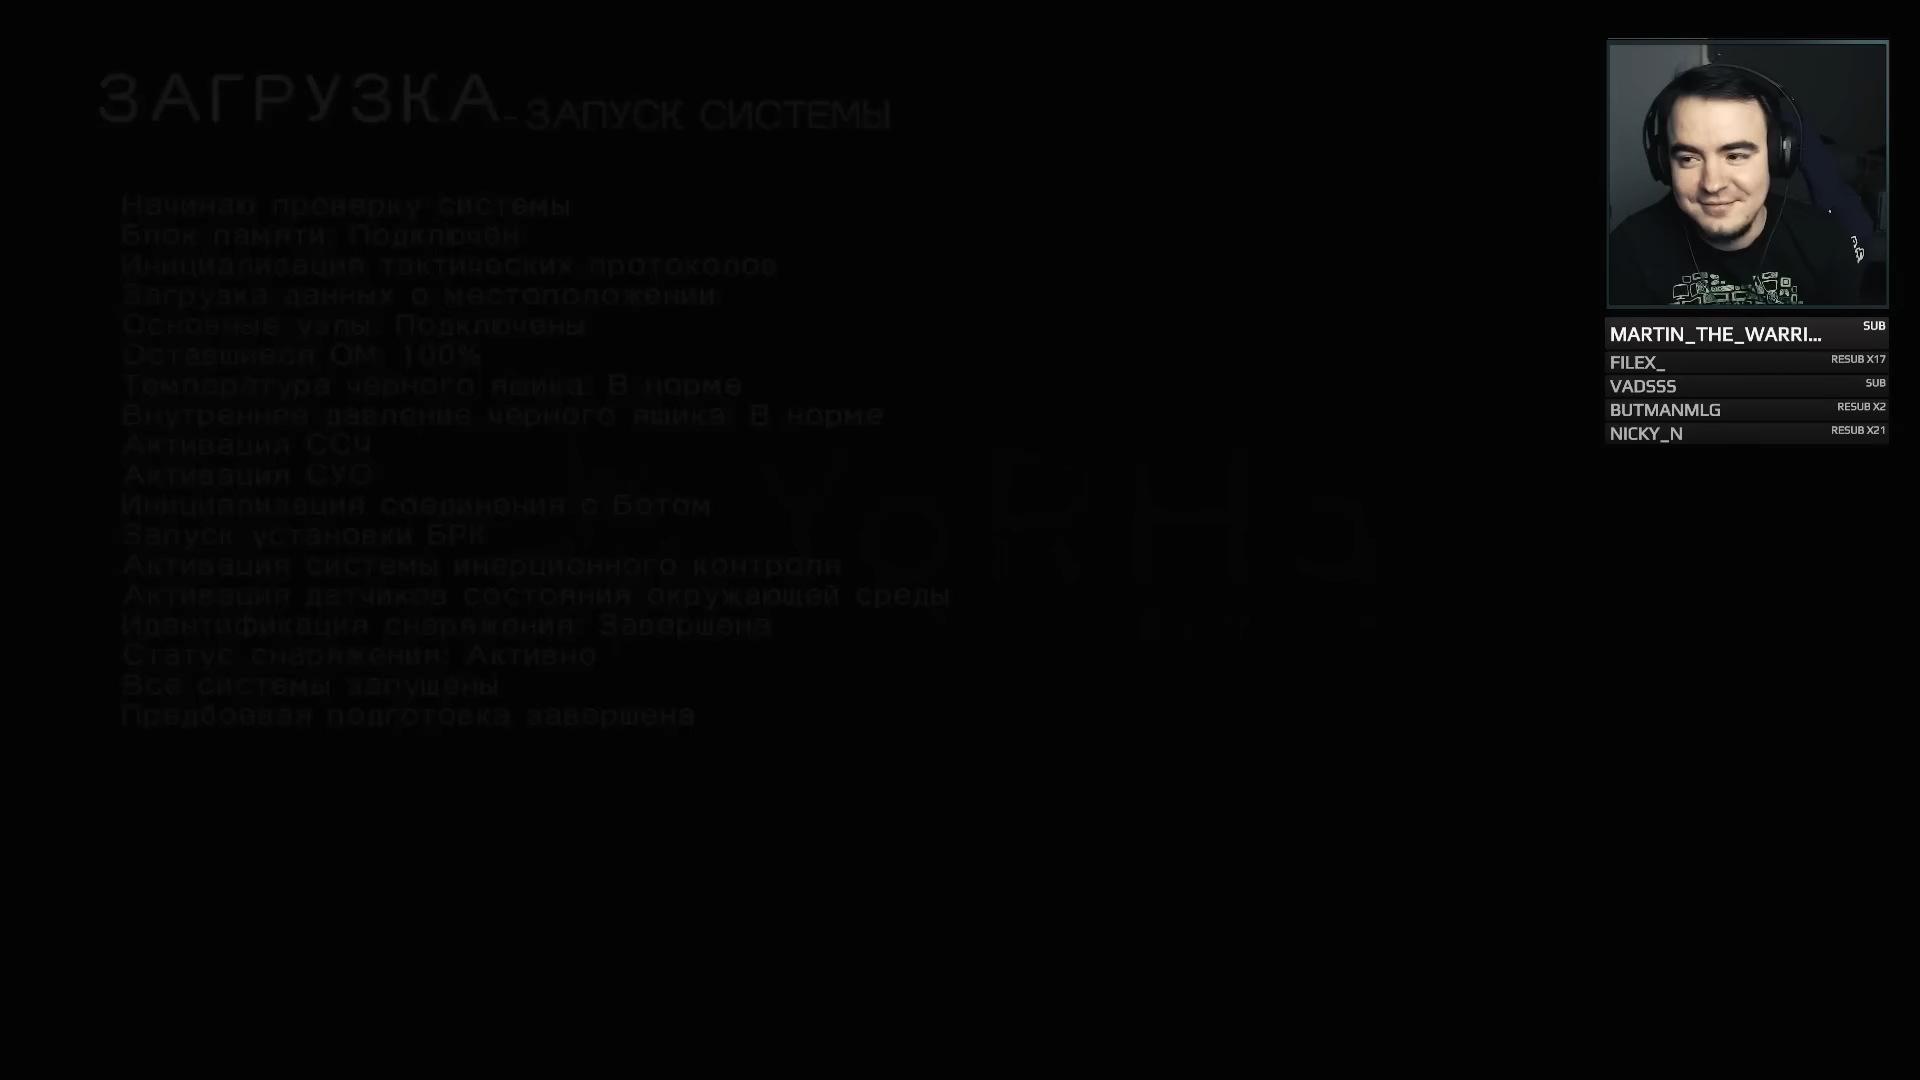 ЗАГРУЗКА - ЗАПУСК СИСТЕМЫ
Начинаю проверку системы
Блок памяти: Подключён
Инициализация тактических протоколов
Загрузка данных о местоположении
Основные узлы: Подключены
Оставшиеся ОМ: 100%
Температура чёрного ящика: В норме
Внутреннее давление чёрного ящика: В норме
Активация ССЧ
Активация СУО
Инициализация соединения с Ботом
Запуск установки БРК
Активация системы инерционного контроля
Активация датчиков состояния окружающей среды
Идентификация снаряжения: Завершена
Статус снаряжения: Активно
Все системы запущены
Предбоевая подготовка завершена
YoRHa
MARTIN_THE_WARRI... SUB
FILEX_ RESUB X17
VADSSS SUB
BUTMANMLG RESUB X2
NICKY_N RESUB X21